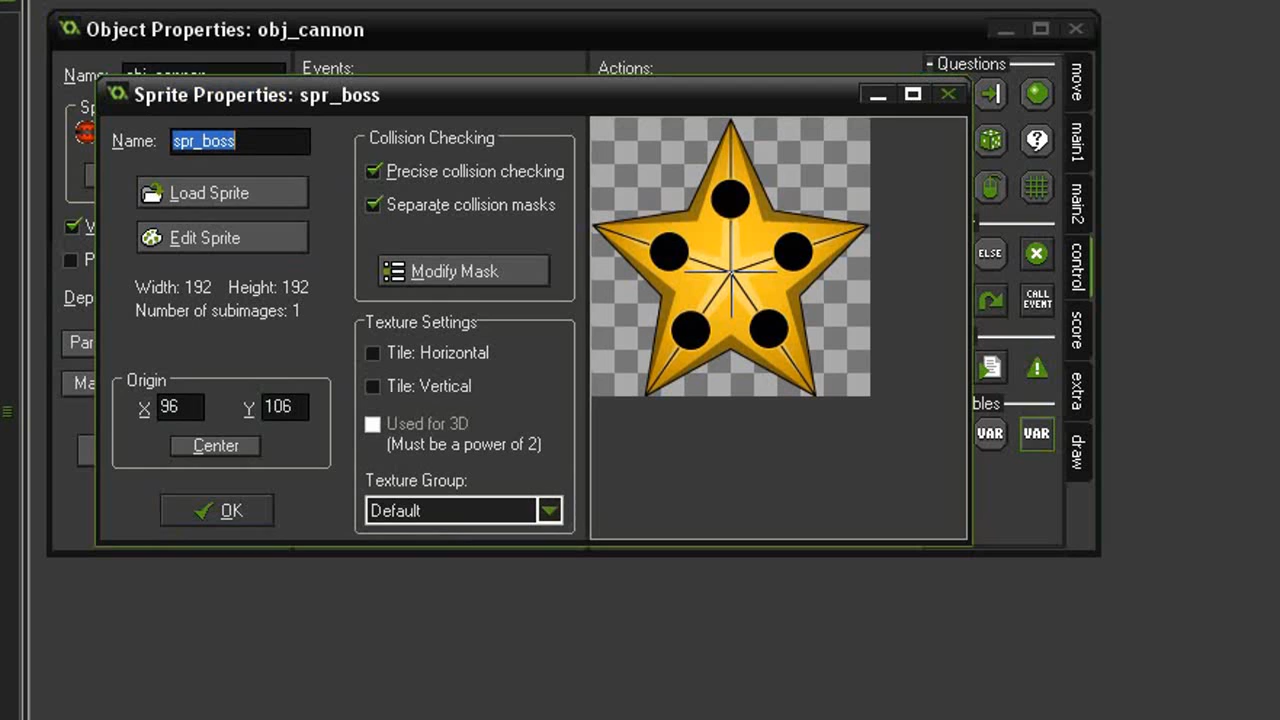 Object Properties: obj_cannon
Events:
Actions:
Questions
move
main1
main2
control
score
extra
draw
ELSE
CALL
EVENT
VAR
VAR
Sprite Properties: spr_boss
Name: spr_boss
Load Sprite
Edit Sprite
Width: 192 Height: 192
Number of subimages: 1
Origin
X 96 Y 106
Center
OK
Collision Checking
Precise collision checking
Separate collision masks
Modify Mask
Texture Settings
Tile: Horizontal
Tile: Vertical
Used for 3D
(Must be a power of 2)
Texture Group:
Default